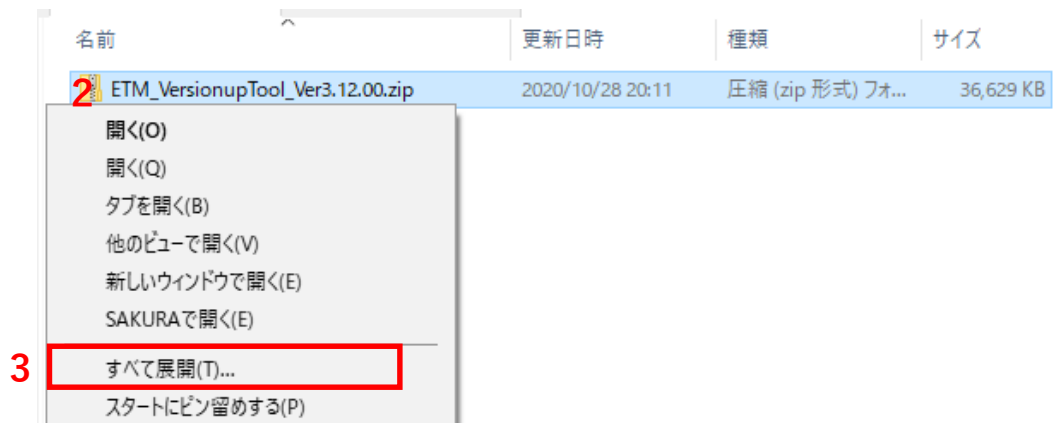 名前 更新日時 種類 サイズ
2 ETM_VersionupTool_Ver3.12.00.zip 2020/10/28 20:11 圧縮 (zip 形式) フォ... 36,629 KB
開く(O)
開く(Q)
タブを開く(B)
他のビューで開く(V)
新しいウィンドウで開く(E)
SAKURAで開く(E)
3 すべて展開(T)...
スタートにピン留めする(P)